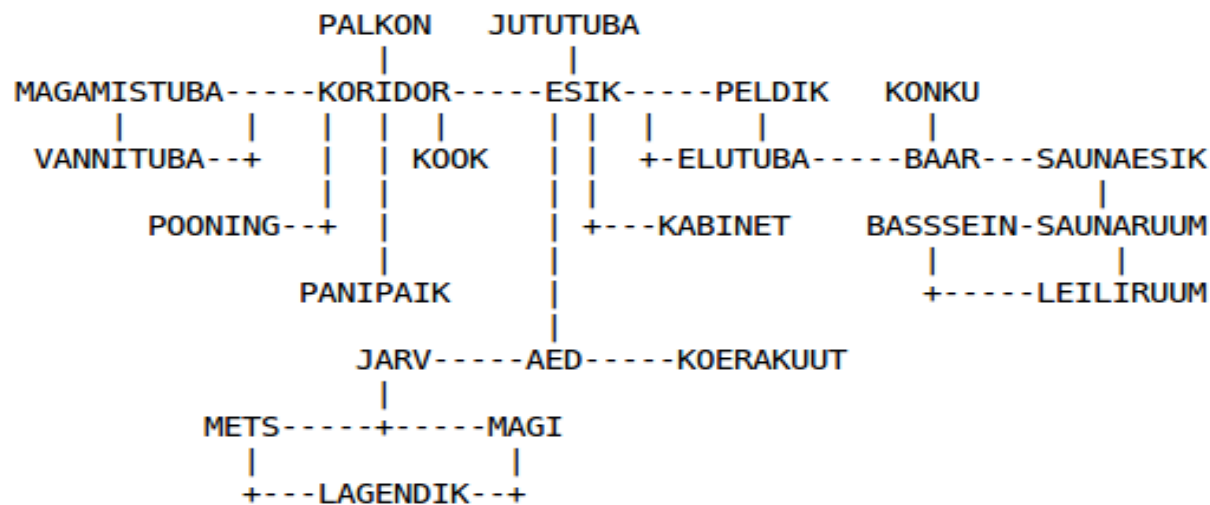 PALKON JUTUTUBA
MAGAMISTUBA-----KORIDOR-----ESIK-----PELDIK KONKU
VANNITUBA--+ KOOK +-ELUTUBA-----BAAR---SAUNAESIK
POONING--+ +---KABINET BASSSEIN-SAUNARUUM
PANIPAIK +-----LEILIRUUM
JARV-----AED-----KOERAKUUT
METS-----+-----MAGI
+---LAGENDIK--+